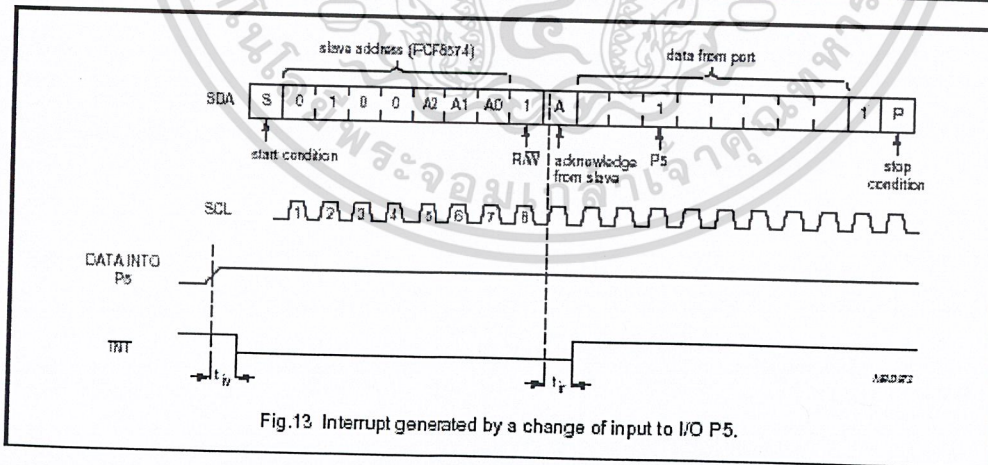 slave address (PCF8574) data from port
SDA S 0 1 0 0 A2 A1 A0 1 A 1 1 P
start condition R/W acknowledge from slave P5 stop condition
SCL 1 2 3 4 5 6 7 8
DATA INTO P5
INT
t iv t ir
Fig.13 Interrupt generated by a change of input to I/O P5.